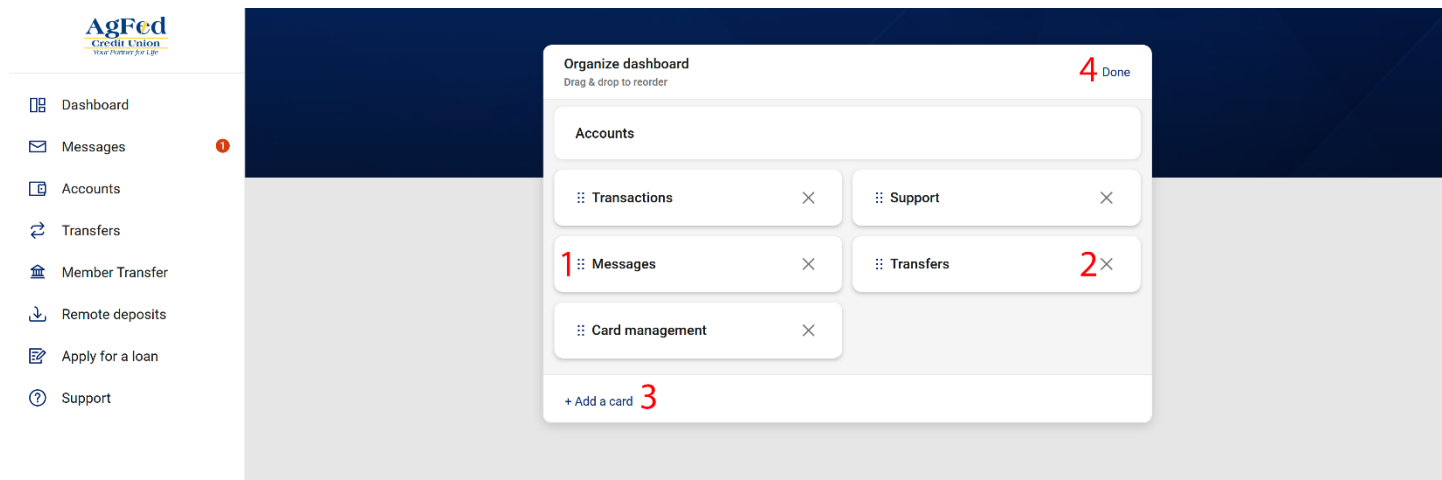 AgFed
Credit Union
Your Partner for Life
Dashboard
Messages 1
Accounts
Transfers
Member Transfer
Remote deposits
Apply for a loan
Support
Organize dashboard
Drag & drop to reorder
4 Done
Accounts
Transactions
Support
1 Messages
Transfers 2
Card management
+ Add a card 3